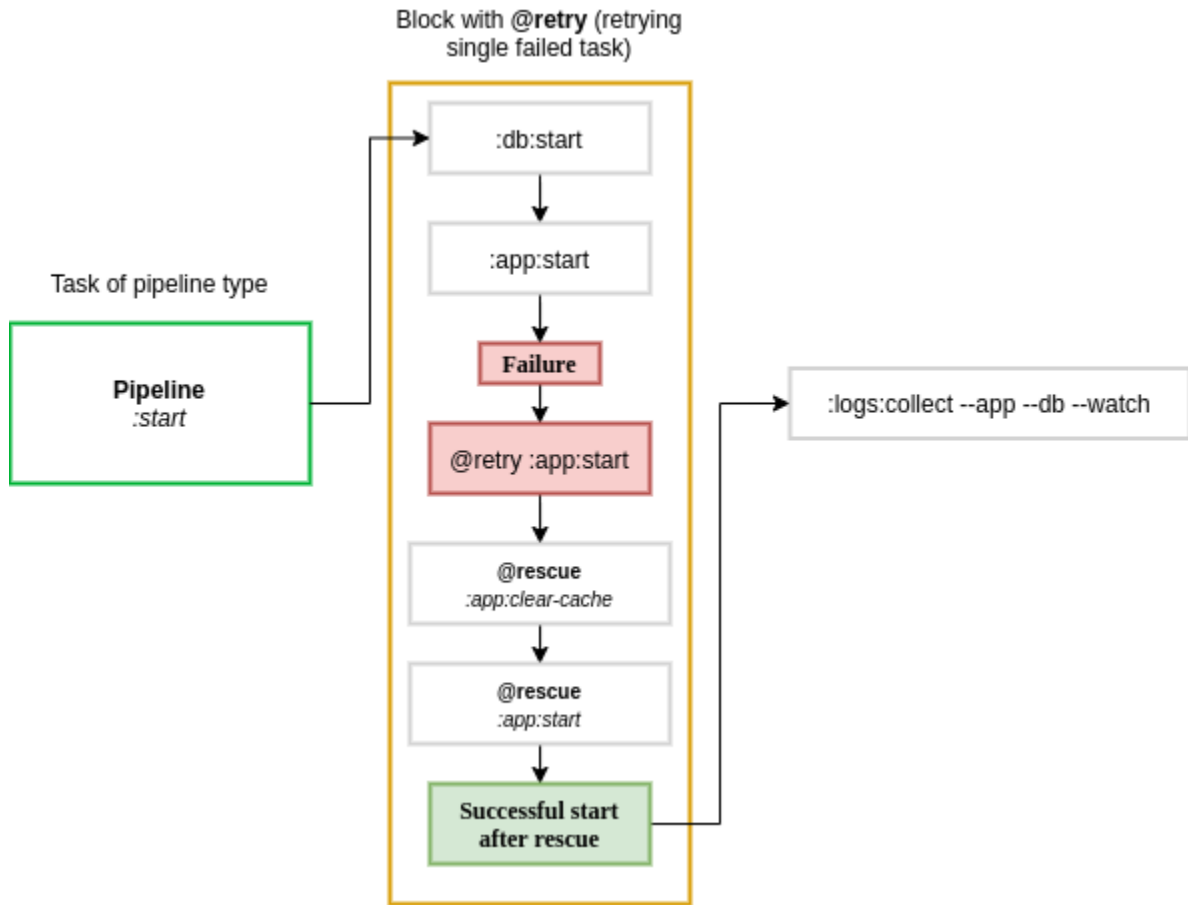 Block with @retry (retrying
single failed task)
:db:start
:app:start
Task of pipeline type
Pipeline
:start
Failure
@retry :app:start
:logs:collect --app --db --watch
@rescue
:app:clear-cache
@rescue
:app:start
Successful start
after rescue